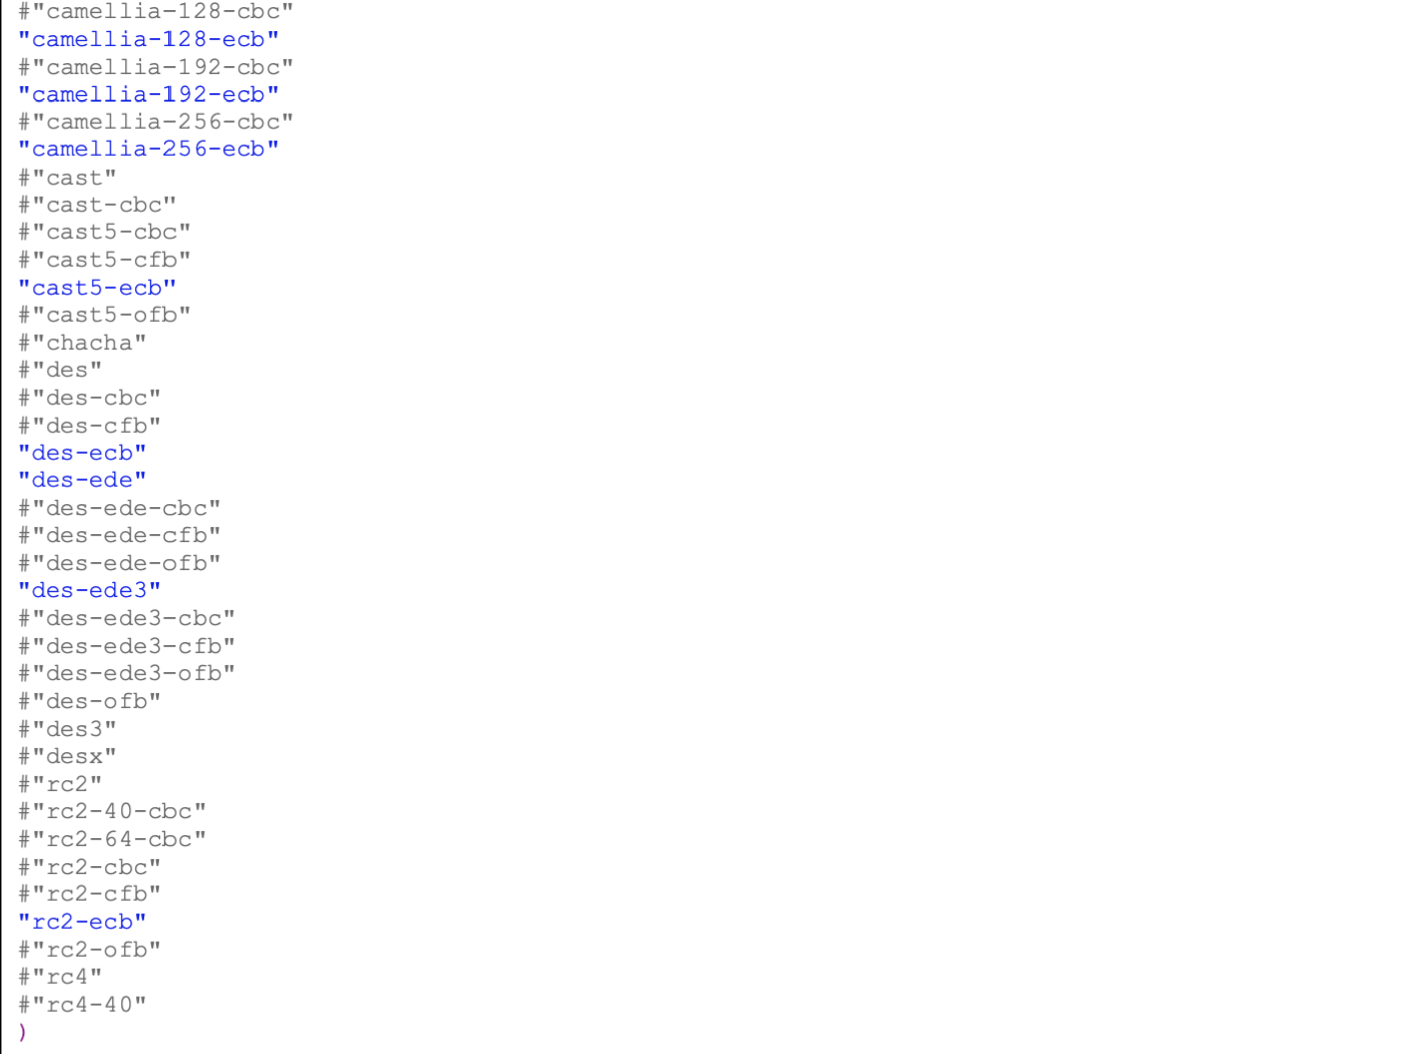 #"camellia-128-cbc"
"camellia-128-ecb"
#"camellia-192-cbc"
"camellia-192-ecb"
#"camellia-256-cbc"
"camellia-256-ecb"
#"cast"
#"cast-cbc"
#"cast5-cbc"
#"cast5-cfb"
"cast5-ecb"
#"cast5-ofb"
#"chacha"
#"des"
#"des-cbc"
#"des-cfb"
"des-ecb"
"des-ede"
#"des-ede-cbc"
#"des-ede-cfb"
#"des-ede-ofb"
"des-ede3"
#"des-ede3-cbc"
#"des-ede3-cfb"
#"des-ede3-ofb"
#"des-ofb"
#"des3"
#"desx"
#"rc2"
#"rc2-40-cbc"
#"rc2-64-cbc"
#"rc2-cbc"
#"rc2-cfb"
"rc2-ecb"
#"rc2-ofb"
#"rc4"
#"rc4-40"
)